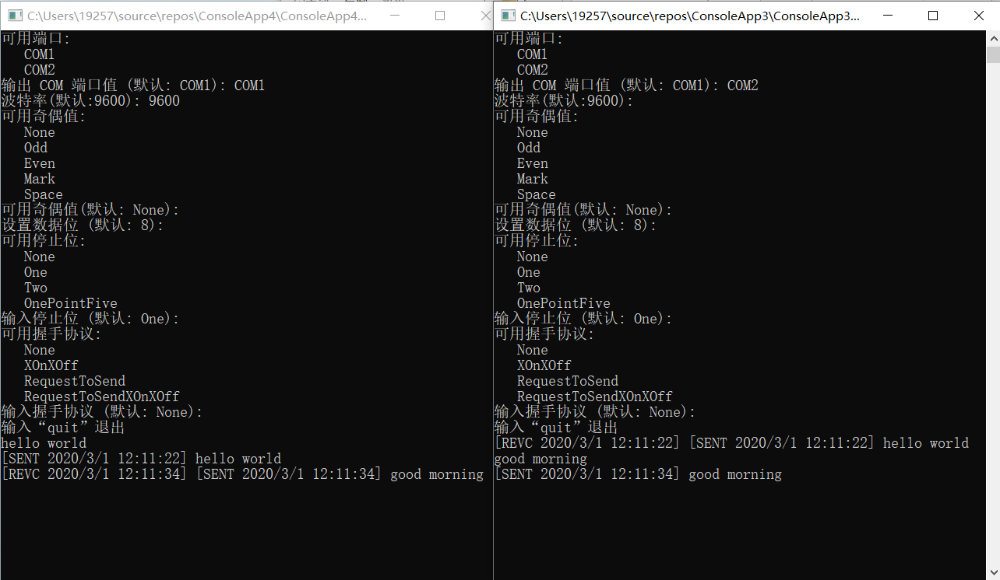 C:\Users\19257\source\repos\ConsoleApp4\ConsoleApp4...
可用端口:
COM1
COM2
输出 COM 端口值 (默认: COM1): COM1
波特率(默认:9600): 9600
可用奇偶值:
None
Odd
Even
Mark
Space
可用奇偶值(默认: None):
设置数据位 (默认: 8):
可用停止位:
None
One
Two
OnePointFive
输入停止位 (默认: One):
可用握手协议:
None
XOnXOff
RequestToSend
RequestToSendXOnXOff
输入握手协议 (默认: None):
输入“quit”退出
hello world
[SENT 2020/3/1 12:11:22] hello world
[REVC 2020/3/1 12:11:34] [SENT 2020/3/1 12:11:34] good morning
C:\Users\19257\source\repos\ConsoleApp3\ConsoleApp3...
可用端口:
COM1
COM2
输出 COM 端口值 (默认: COM1): COM2
波特率(默认:9600):
可用奇偶值:
None
Odd
Even
Mark
Space
可用奇偶值(默认: None):
设置数据位 (默认: 8):
可用停止位:
None
One
Two
OnePointFive
输入停止位 (默认: One):
可用握手协议:
None
XOnXOff
RequestToSend
RequestToSendXOnXOff
输入握手协议 (默认: None):
输入“quit”退出
[REVC 2020/3/1 12:11:22] [SENT 2020/3/1 12:11:22] hello world
good morning
[SENT 2020/3/1 12:11:34] good morning